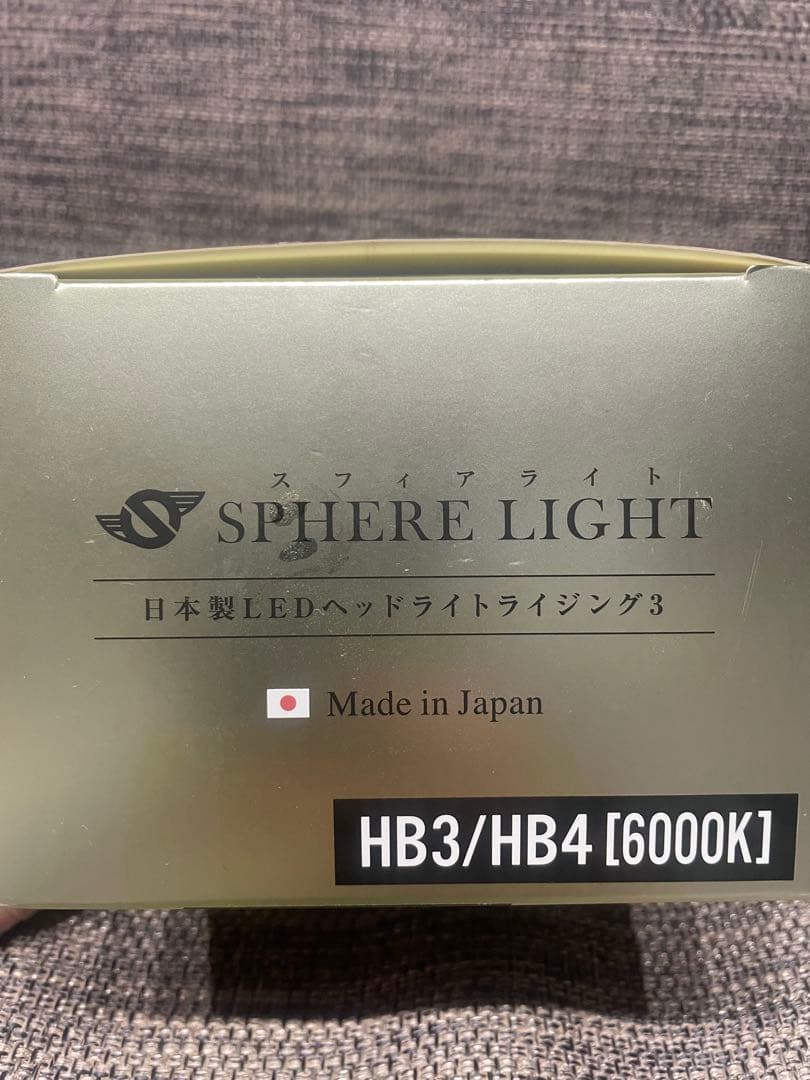 スフィアライト
SPHERE LIGHT
日本製LEDヘッドライトライジング3
Made in Japan
HB3/HB4 [6000K]